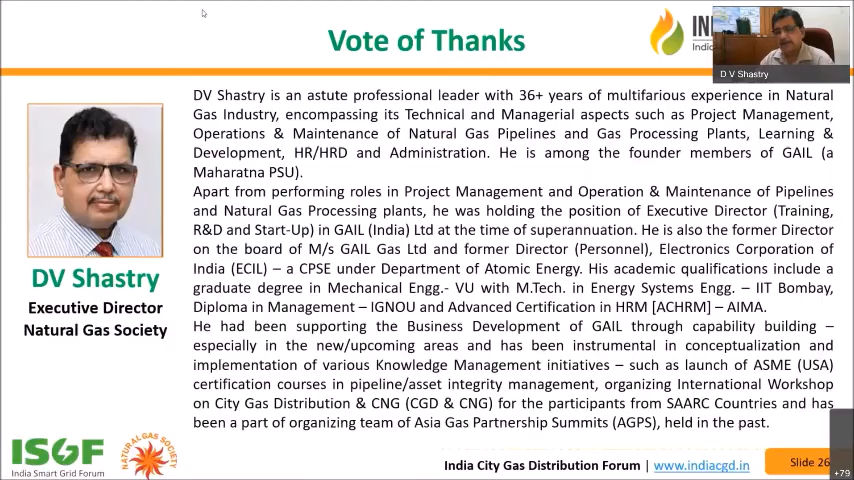 Vote of Thanks
IN
India
D V Shastry
DV Shastry is an astute professional leader with 36+ years of multifarious experience in Natural
Gas Industry, encompassing its Technical and Managerial aspects such as Project Management,
Operations & Maintenance of Natural Gas Pipelines and Gas Processing Plants, Learning &
Development, HR/HRD and Administration. He is among the founder members of GAIL (a
Maharatna PSU).
Apart from performing roles in Project Management and Operation & Maintenance of Pipelines
and Natural Gas Processing plants, he was holding the position of Executive Director (Training,
R&D and Start-Up) in GAIL (India) Ltd at the time of superannuation. He is also the former Director
on the board of M/s GAIL Gas Ltd and former Director (Personnel), Electronics Corporation of
India (ECIL) – a CPSE under Department of Atomic Energy. His academic qualifications include a
graduate degree in Mechanical Engg.- VU with M.Tech. in Energy Systems Engg. – IIT Bombay,
Diploma in Management – IGNOU and Advanced Certification in HRM [ACHRM] – AIMA.
He had been supporting the Business Development of GAIL through capability building –
especially in the new/upcoming areas and has been instrumental in conceptualization and
implementation of various Knowledge Management initiatives – such as launch of ASME (USA)
certification courses in pipeline/asset integrity management, organizing International Workshop
on City Gas Distribution & CNG (CGD & CNG) for the participants from SAARC Countries and has
been a part of organizing team of Asia Gas Partnership Summits (AGPS), held in the past.
DV Shastry
Executive Director
Natural Gas Society
ISGF
India Smart Grid Forum
NATURAL GAS SOCIETY
India City Gas Distribution Forum | www.indiacgd.in
Slide 26
+79